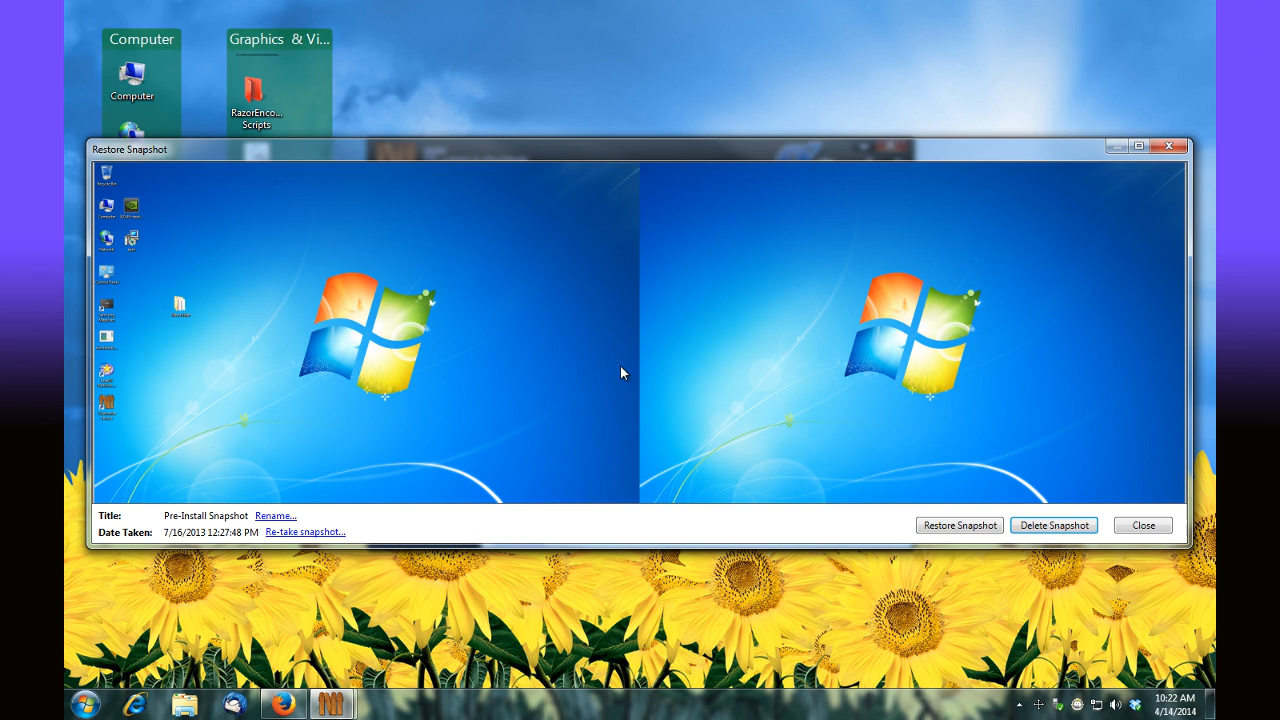 Computer
Graphics & Vi...
Computer
RazorEnco...
Scripts
Restore Snapshot
Title: Pre-Install Snapshot Rename...
Date Taken: 7/16/2013 12:27:48 PM Re-take snapshot...
Restore Snapshot
Delete Snapshot
Close
10:22 AM
4/14/2014